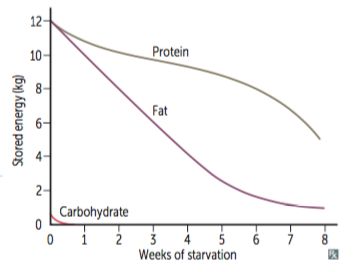 Stored energy (kg)
12
10
8
6
4
2
0
Protein
Fat
Carbohydrate
0 1 2 3 4 5 6 7 8
Weeks of starvation